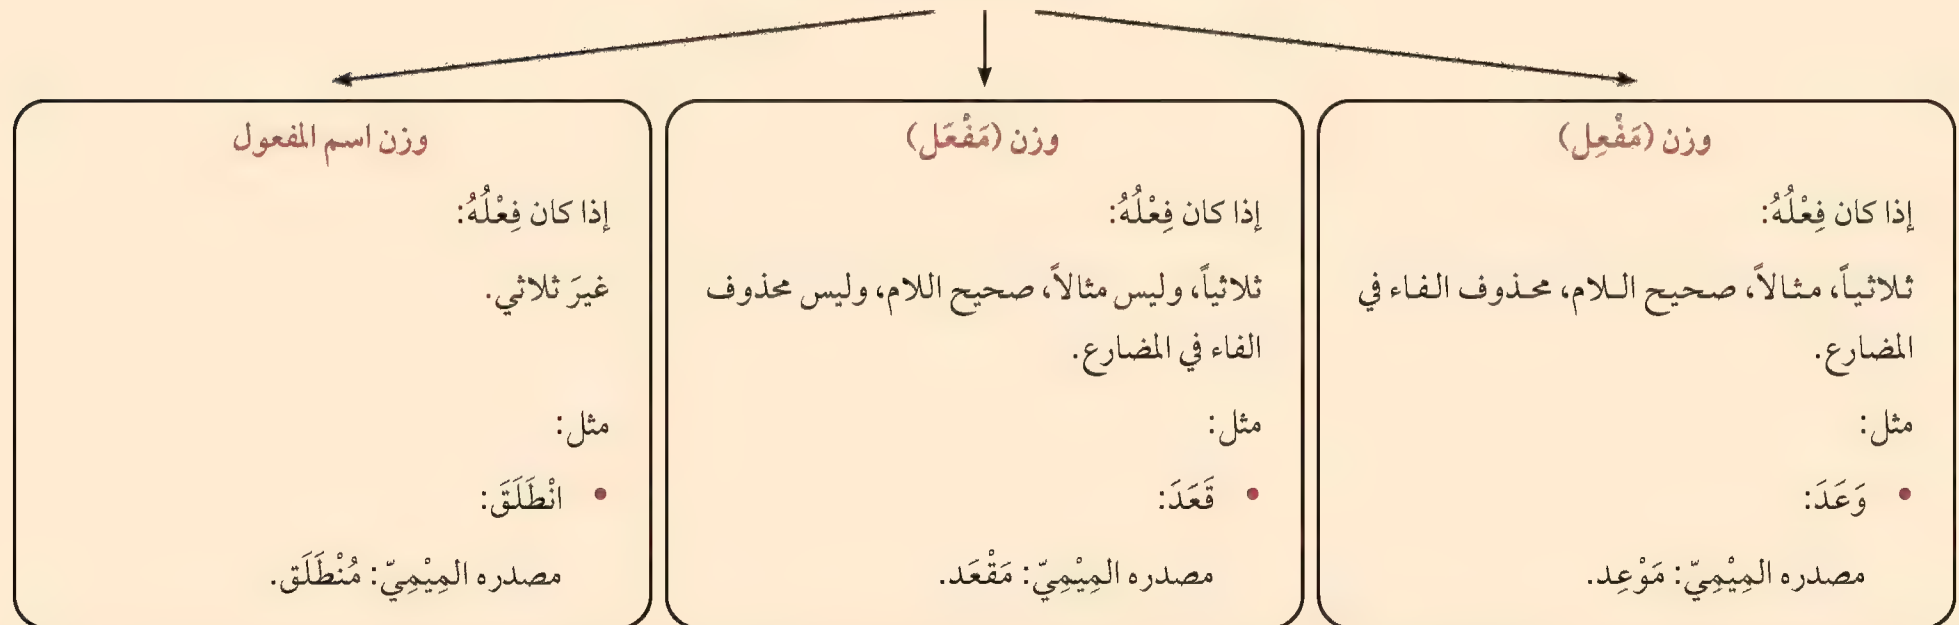 وزن (مَفْعِل)
إذا كان فِعْلُهُ:
ثلاثياً، مثالاً، صحيح اللام، محذوف الفاء في
المضارع.
مثل:
• وَعَدَ:
مصدره المِيْمِيّ: مَوْعِد.
وزن (مَفْعَل)
إذا كان فِعْلُهُ:
ثلاثياً، وليس مثالاً، صحيح اللام، وليس محذوف
الفاء في المضارع.
مثل:
• قَعَدَ:
مصدره المِيْمِيّ: مَقْعَد.
وزن اسم المفعول
إذا كان فِعْلُهُ:
غيرَ ثلاثي.
مثل:
• انْطَلَقَ:
مصدره المِيْمِيّ: مُنْطَلَق.